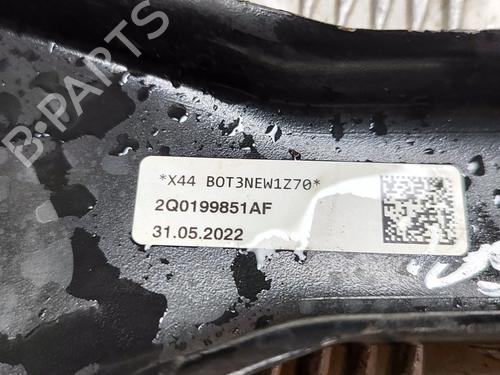 B-PARTS
*X44 BOT3NEW1Z70*
2Q0199851AF
31.05.2022